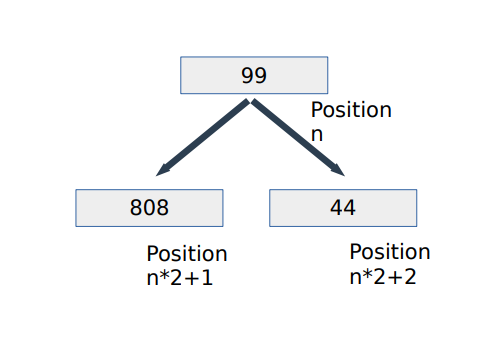 99
Position
n
808
44
Position
n*2+1
Position
n*2+2